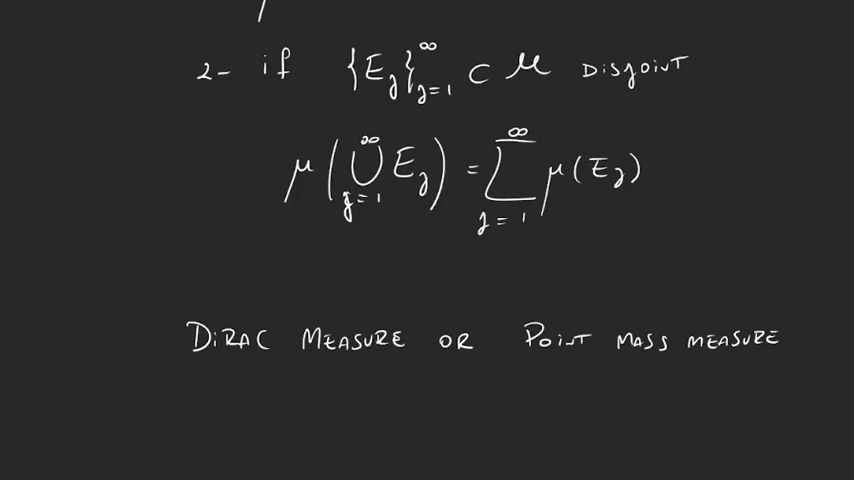 2- if {E_j}_{j=1}^∞ ⊂ M DISJOINT
μ(⋃_{j=1}^∞ E_j) = ∑_{j=1}^∞ μ(E_j)
DIRAC MEASURE OR POINT MASS MEASURE